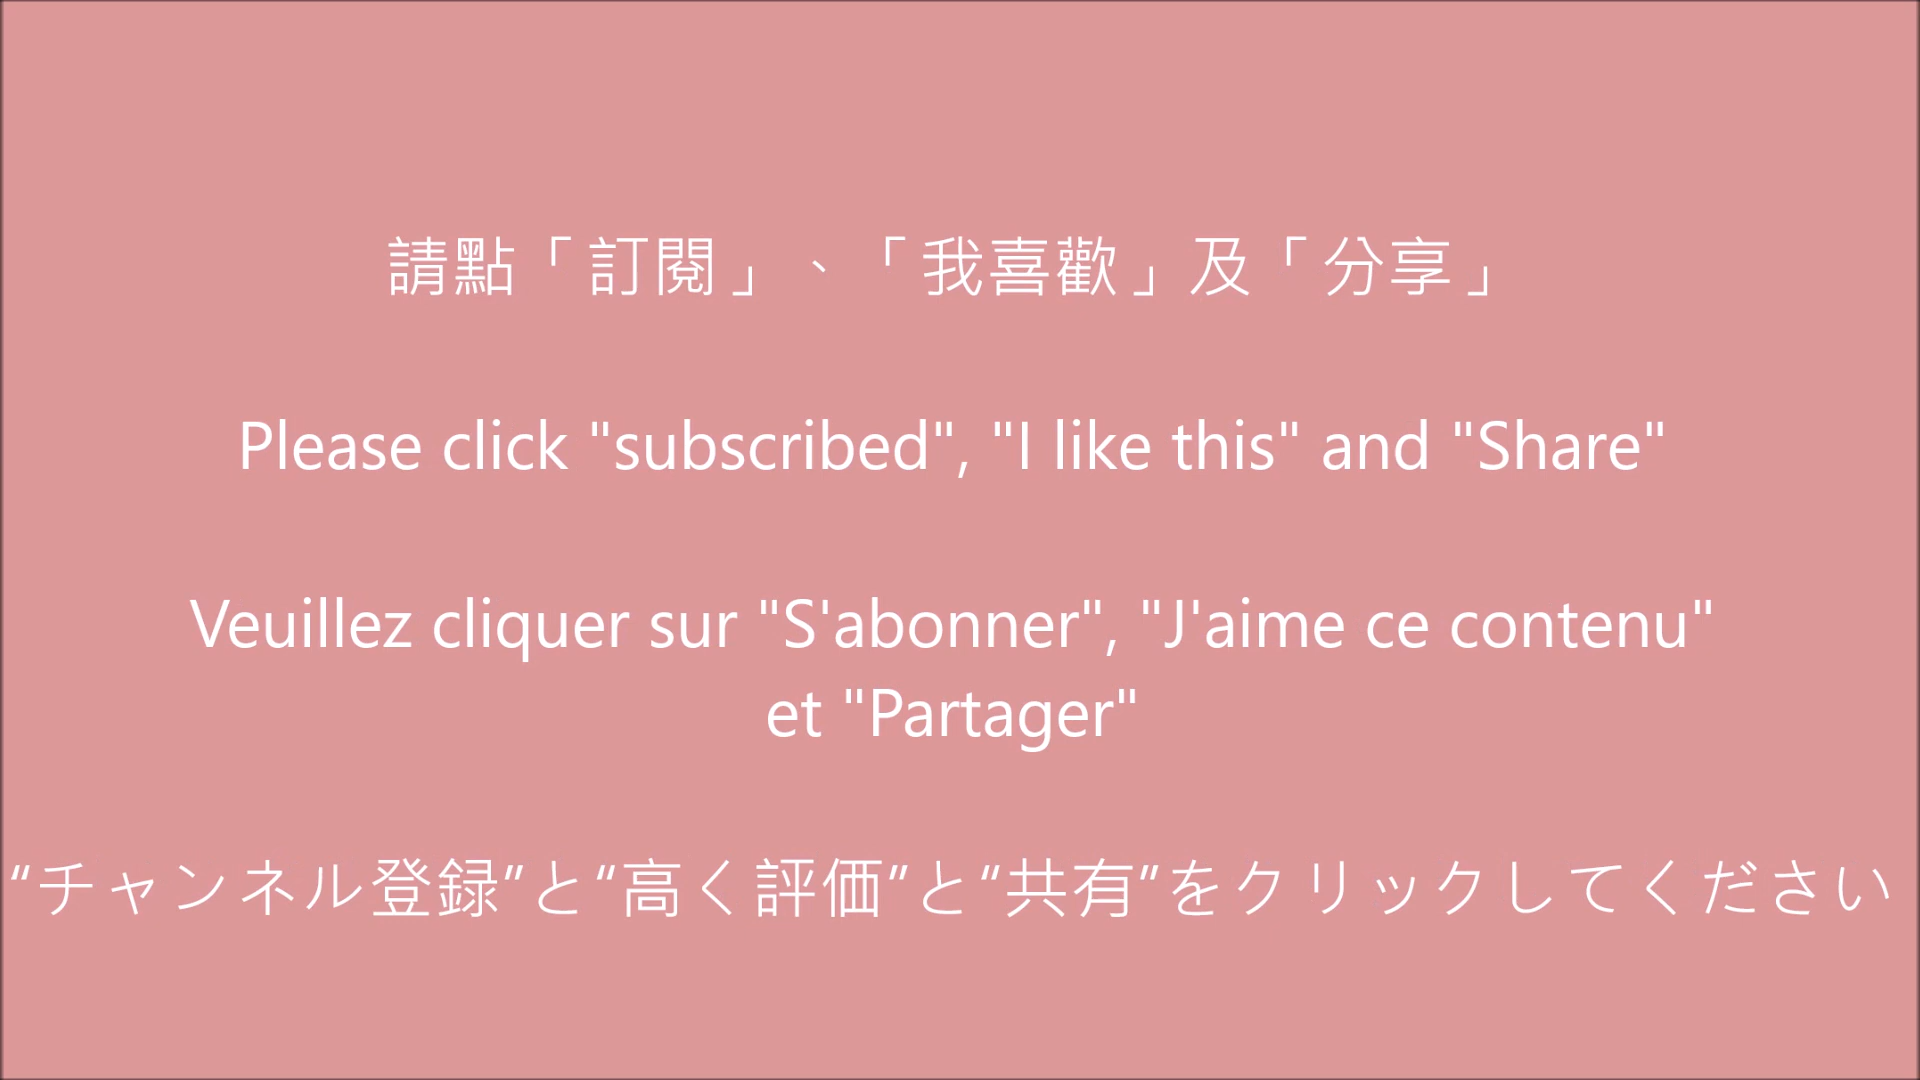 請點「訂閱」、「我喜歡」及「分享」
Please click "subscribed", "I like this" and "Share"
Veuillez cliquer sur "S'abonner", "J'aime ce contenu"
et "Partager"
“チャンネル登録”と“高く評価”と“共有”をクリックしてください